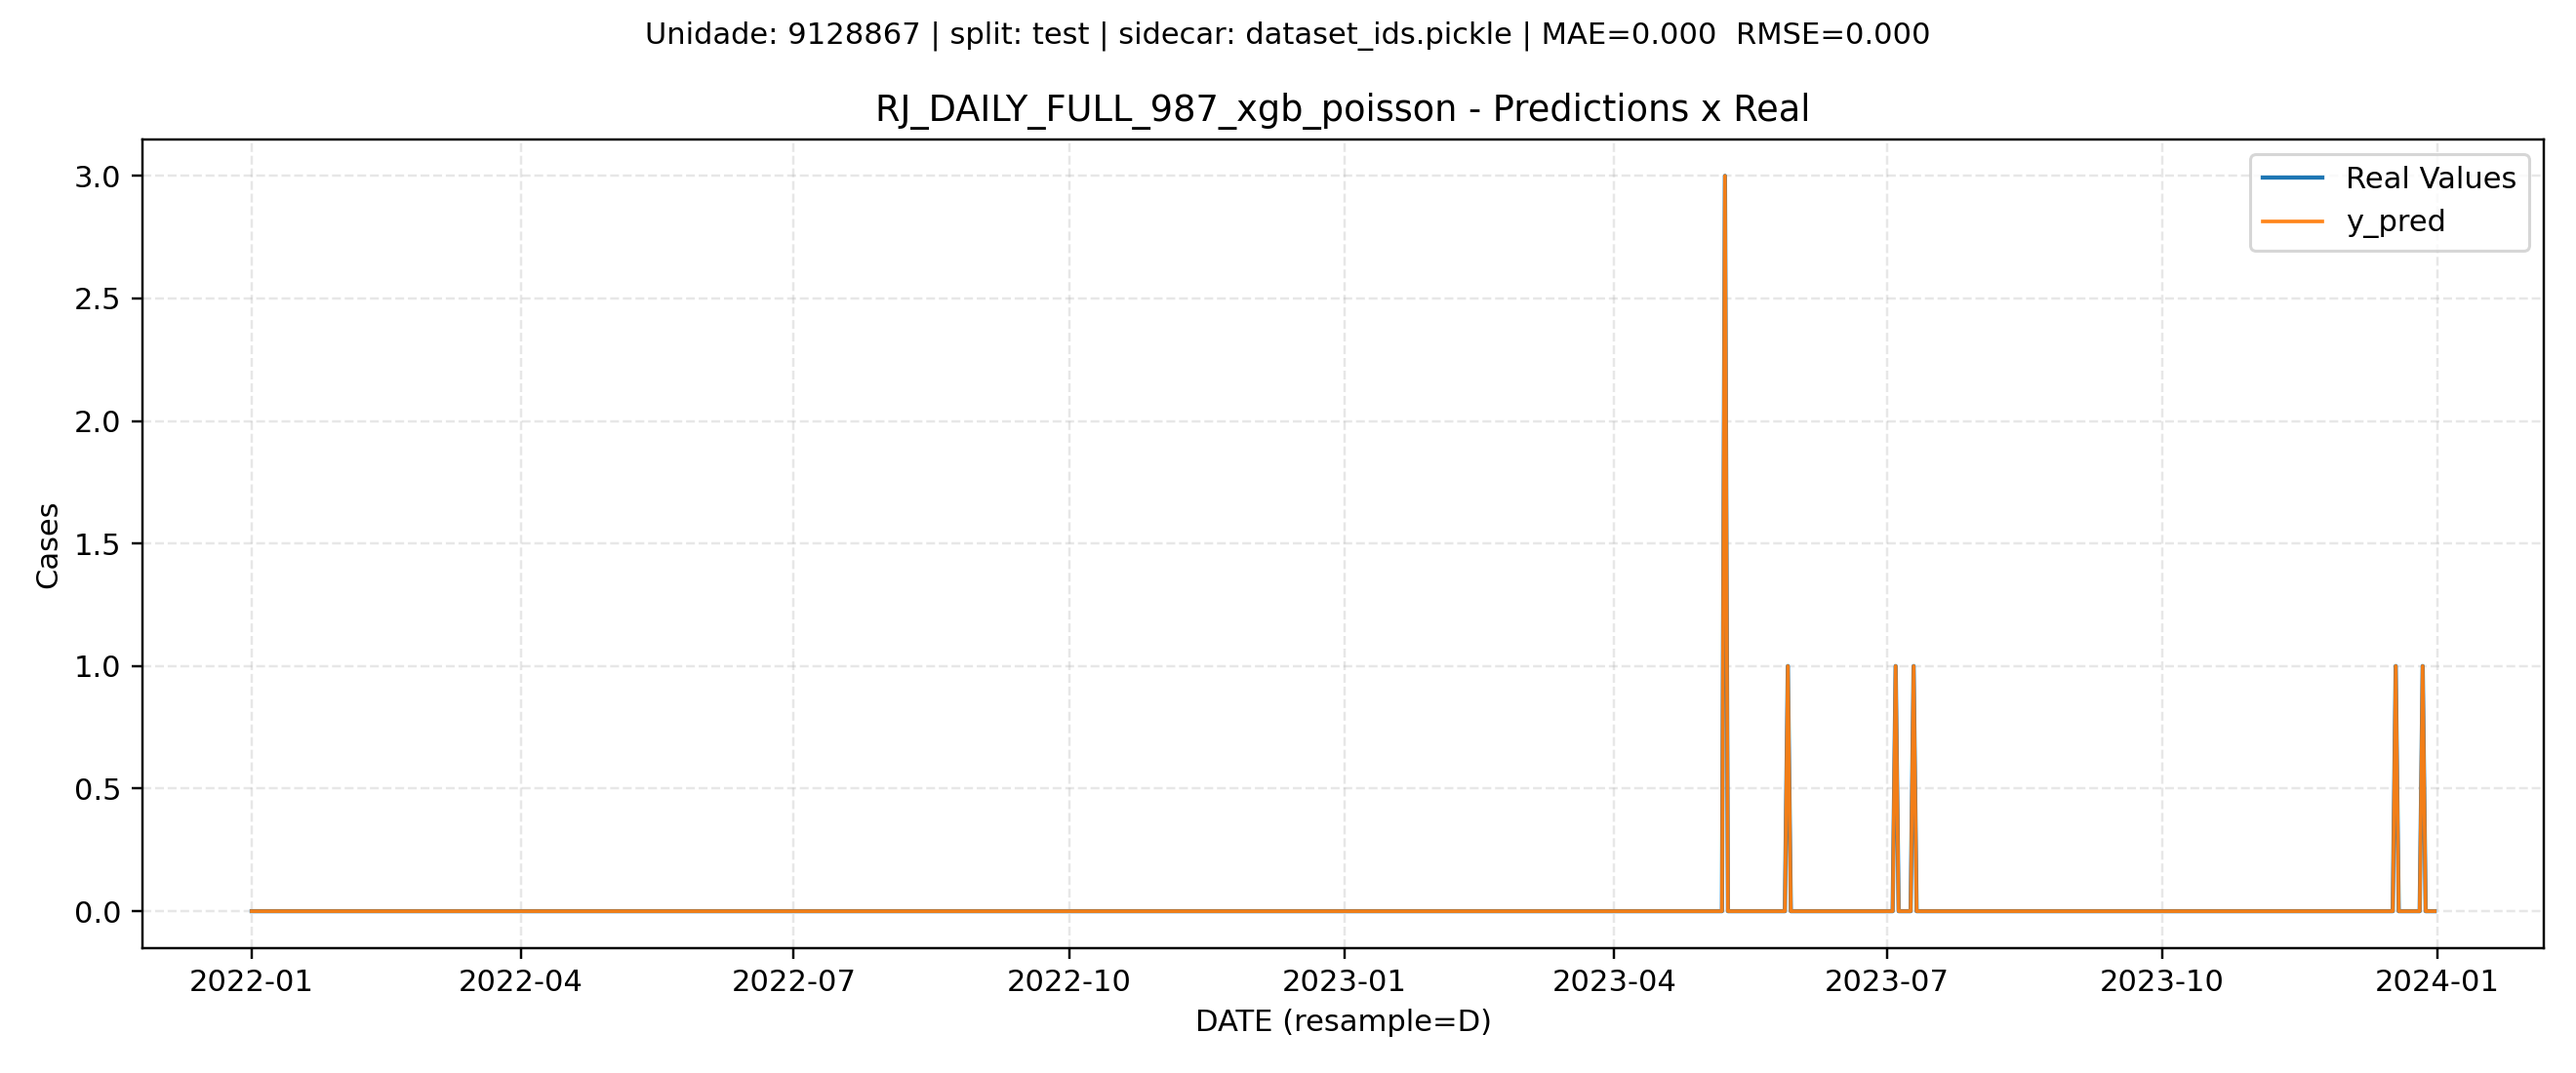 Unidade: 9128867 | split: test | sidecar: dataset_ids.pickle | MAE=0.000  RMSE=0.000
RJ_DAILY_FULL_987_xgb_poisson - Predictions x Real
Real Values
y_pred
Cases
3.0
2.5
2.0
1.5
1.0
0.5
0.0
2022-01 2022-04 2022-07 2022-10 2023-01 2023-04 2023-07 2023-10 2024-01
DATE (resample=D)